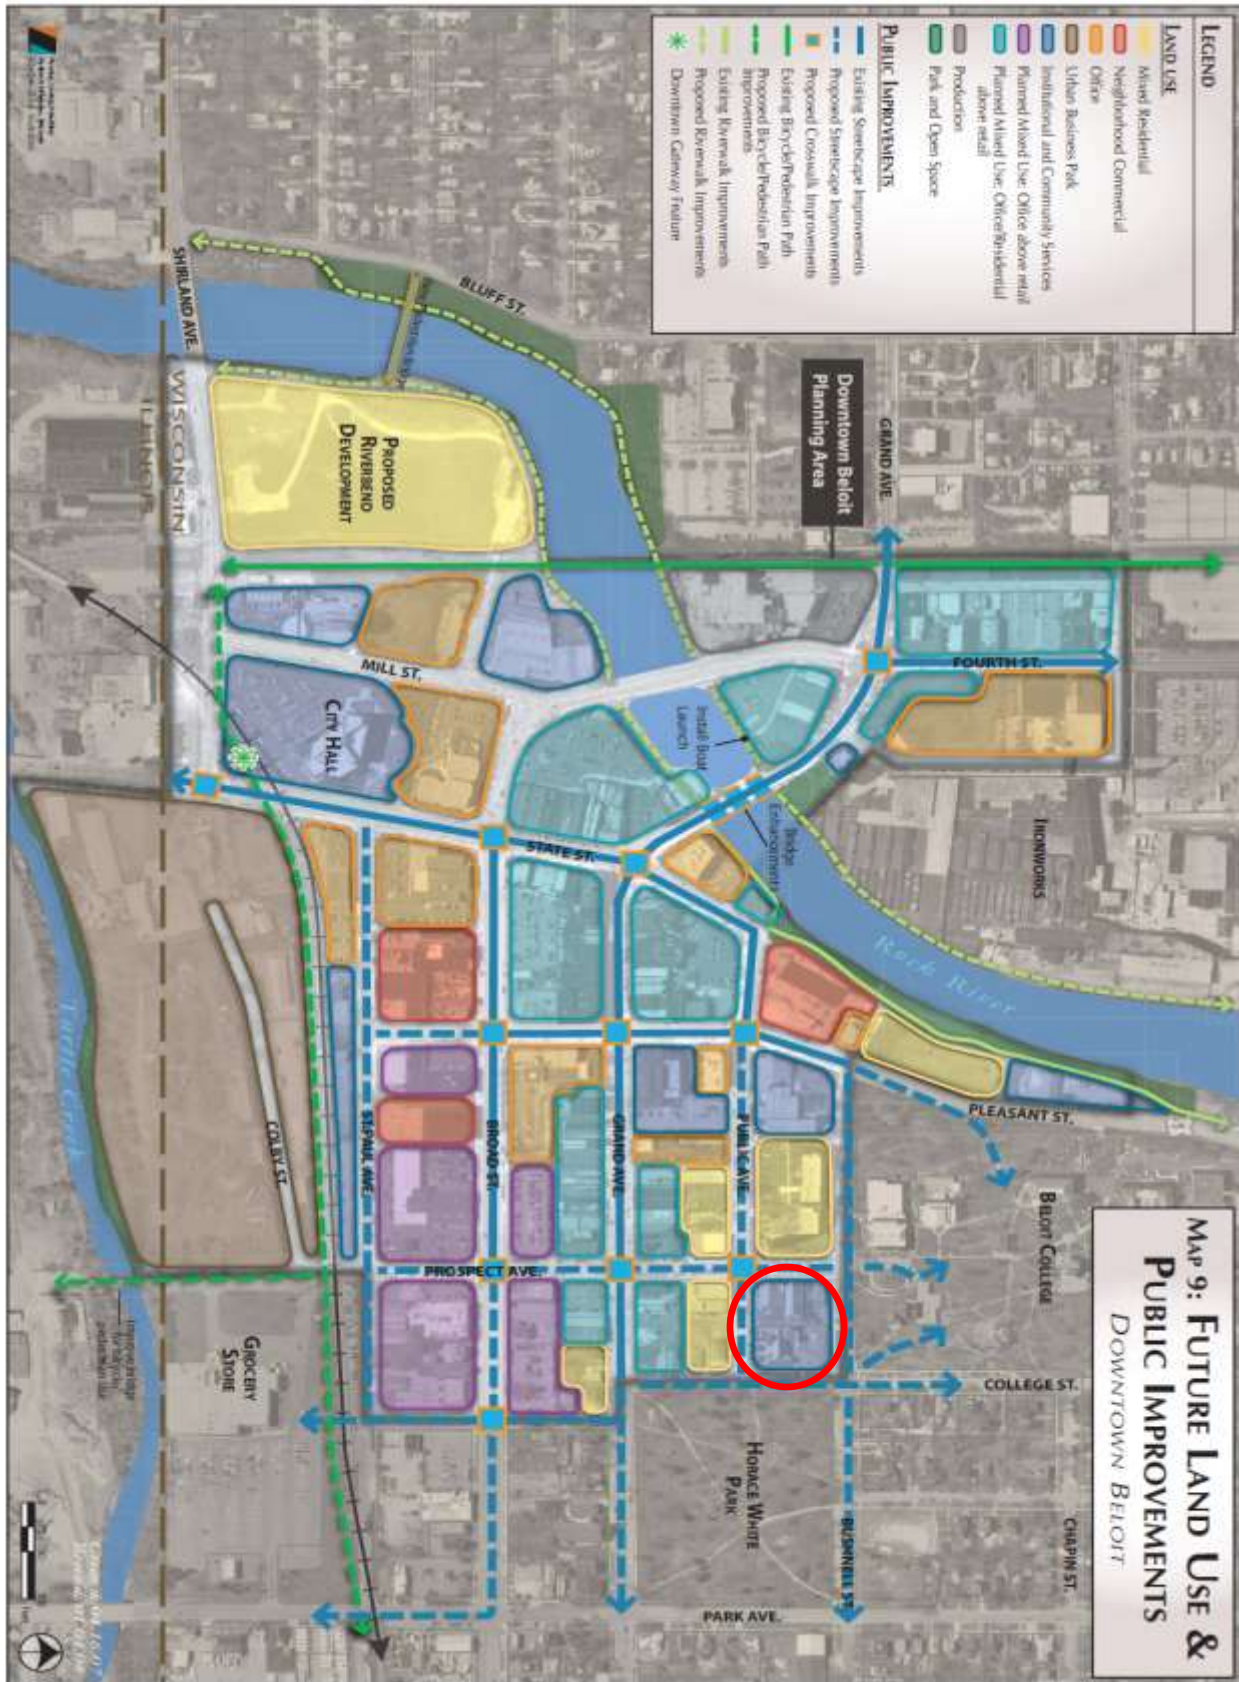 MAP 9: FUTURE LAND USE &
PUBLIC IMPROVEMENTS
DOWNTOWN BELOIT
LEGEND
LAND USE
Mixed Residential
Neighborhood Commercial
Office
Urban Business Park
Institutional and Community Services
Planned Mixed Use: Office above retail
Planned Mixed Use: Office/Residential
above retail
Production
Park and Open Space
PUBLIC IMPROVEMENTS
Existing Streetscape Improvements
Proposed Streetscape Improvements
Proposed Crosswalk Improvements
Existing Bicycle/Pedestrian Path
Proposed Bicycle/Pedestrian Path
Improvements
Existing Riverwalk Improvements
Proposed Riverwalk Improvements
Downtown Gateway Feature
Downtown Beloit
Planning Area
GRAND AVE.
FOURTH ST.
IRONWORKS
BLUFF ST.
SHIRLAND AVE.
WISCONSIN
ILLINOIS
PROPOSED
RIVERBEND
DEVELOPMENT
MILL ST.
CITY HALL
Install Boat
Launch
Bridge
Enhancements
Rock River
STATE ST.
PLEASANT ST.
BELOIT COLLEGE
ST. PAUL AVE.
BROAD ST.
GRAND AVE.
PUBLIC AVE.
COLBY ST.
Turtle Creek
PROSPECT AVE.
COLLEGE ST.
GROCERY
STORE
Improve bridge
for bicycle/
pedestrian use
HORACE WHITE
PARK
BUSHNELL ST.
CHAPIN ST.
PARK AVE.